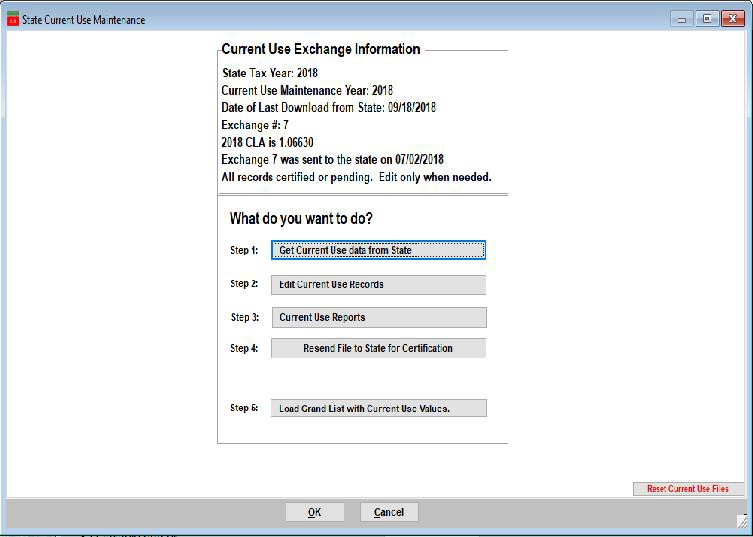 State Current Use Maintenance
Current Use Exchange Information
State Tax Year: 2018
Current Use Maintenance Year: 2018
Date of Last Download from State: 09/18/2018
Exchange #: 7
2018 CLA is 1.06630
Exchange 7 was sent to the state on 07/02/2018
All records certified or pending. Edit only when needed.
What do you want to do?
Step 1: Get Current Use data from State
Step 2: Edit Current Use Records
Step 3: Current Use Reports
Step 4: Resend File to State for Certification
Step 5: Load Grand List with Current Use Values.
Reset Current Use Files
OK Cancel